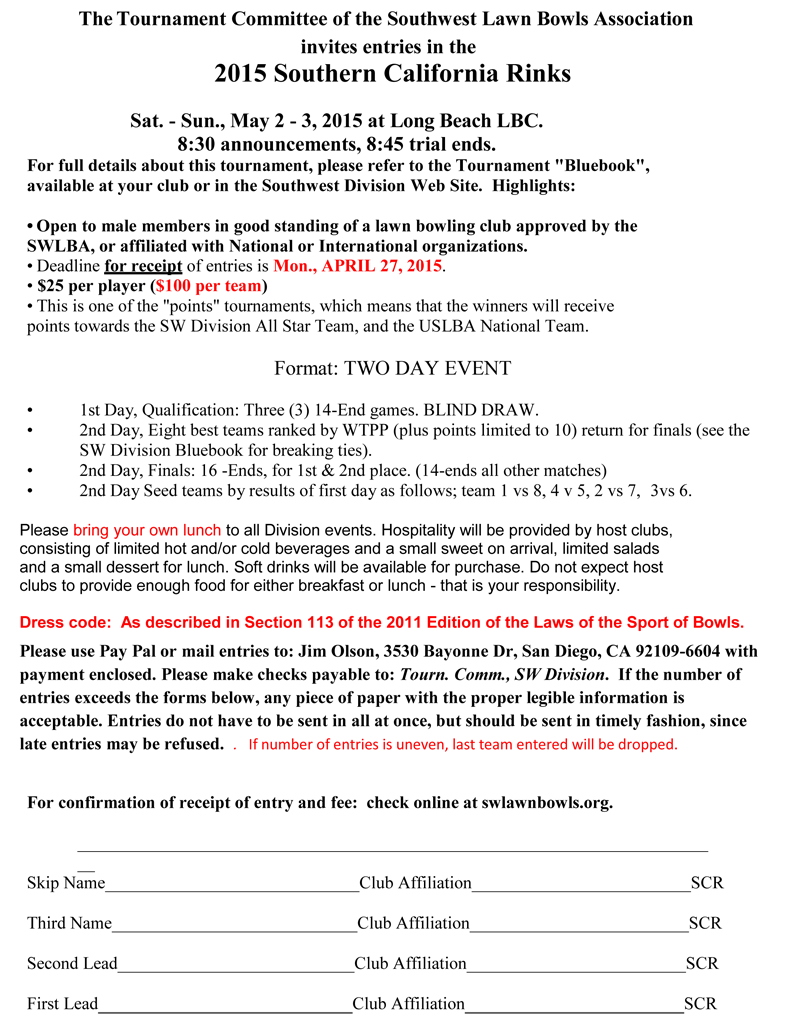 The Tournament Committee of the Southwest Lawn Bowls Association
invites entries in the
2015 Southern California Rinks
Sat. - Sun., May 2 - 3, 2015 at Long Beach LBC.
8:30 announcements, 8:45 trial ends.
For full details about this tournament, please refer to the Tournament "Bluebook",
available at your club or in the Southwest Division Web Site.  Highlights:
• Open to male members in good standing of a lawn bowling club approved by the
SWLBA, or affiliated with National or International organizations.
• Deadline for receipt of entries is Mon., APRIL 27, 2015.
• $25 per player ($100 per team)
• This is one of the "points" tournaments, which means that the winners will receive
points towards the SW Division All Star Team, and the USLBA National Team.
Format: TWO DAY EVENT
• 1st Day, Qualification: Three (3) 14-End games. BLIND DRAW.
• 2nd Day, Eight best teams ranked by WTPP (plus points limited to 10) return for finals (see the
SW Division Bluebook for breaking ties).
• 2nd Day, Finals: 16 -Ends, for 1st & 2nd place. (14-ends all other matches)
• 2nd Day Seed teams by results of first day as follows; team 1 vs 8, 4 v 5, 2 vs 7,  3vs 6.
Please bring your own lunch to all Division events. Hospitality will be provided by host clubs,
consisting of limited hot and/or cold beverages and a small sweet on arrival, limited salads
and a small dessert for lunch. Soft drinks will be available for purchase. Do not expect host
clubs to provide enough food for either breakfast or lunch - that is your responsibility.
Dress code:  As described in Section 113 of the 2011 Edition of the Laws of the Sport of Bowls.
Please use Pay Pal or mail entries to: Jim Olson, 3530 Bayonne Dr, San Diego, CA 92109-6604 with
payment enclosed. Please make checks payable to: Tourn. Comm., SW Division.  If the number of
entries exceeds the forms below, any piece of paper with the proper legible information is
acceptable. Entries do not have to be sent in all at once, but should be sent in timely fashion, since
late entries may be refused.  .   If number of entries is uneven, last team entered will be dropped.
For confirmation of receipt of entry and fee:  check online at swlawnbowls.org.
Skip Name____________________________Club Affiliation________________________SCR
Third Name___________________________Club Affiliation________________________SCR
Second Lead__________________________Club Affiliation________________________SCR
First Lead____________________________Club Affiliation________________________SCR